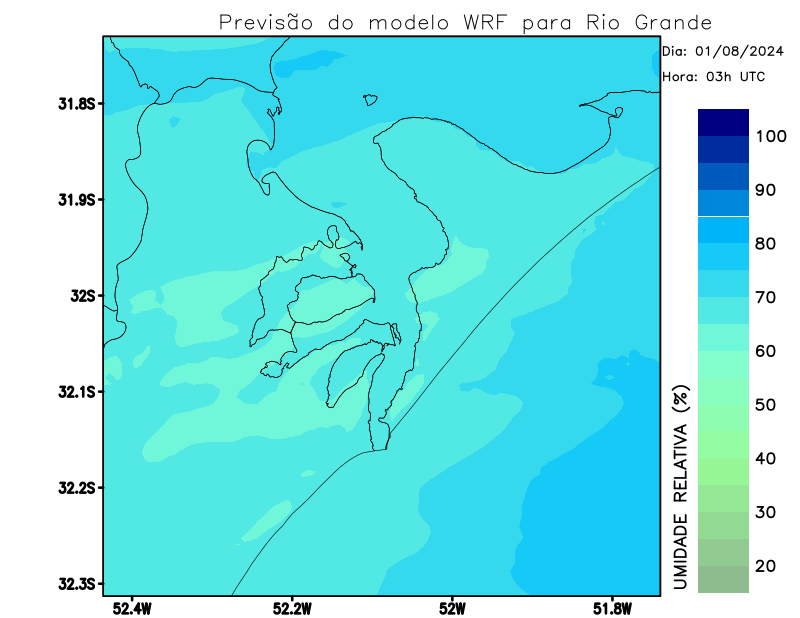 Previsão do modelo WRF para Rio Grande
Dia: 01/08/2024
Hora: 03h UTC
31.8S
31.9S
32S
32.1S
32.2S
32.3S
52.4W
52.2W
52W
51.8W
UMIDADE RELATIVA (%)
100
90
80
70
60
50
40
30
20